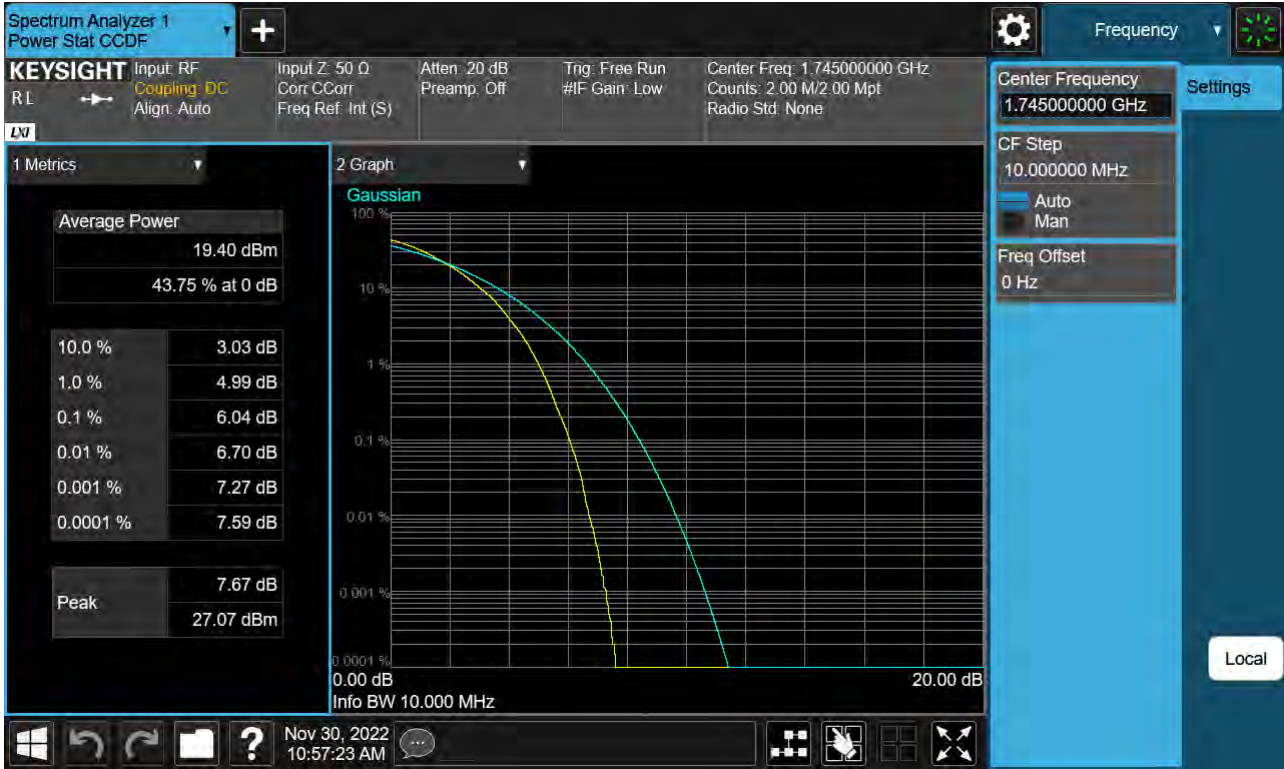 Spectrum Analyzer 1
Power Stat CCDF
Frequency
KEYSIGHT
RL
LXI
Input: RF
Coupling: DC
Align: Auto
Input Z: 50 Ω
Corr CCorr
Freq Ref: Int (S)
Atten: 20 dB
Preamp: Off
Trig: Free Run
#IF Gain: Low
Center Freq: 1.745000000 GHz
Counts: 2.00 M/2.00 Mpt
Radio Std: None
Center Frequency
1.745000000 GHz
Settings
CF Step
10.000000 MHz
Auto
Man
Freq Offset
0 Hz
Local
1 Metrics
Average Power
19.40 dBm
43.75 % at 0 dB
10.0 % 3.03 dB
1.0 % 4.99 dB
0.1 % 6.04 dB
0.01 % 6.70 dB
0.001 % 7.27 dB
0.0001 % 7.59 dB
Peak
7.67 dB
27.07 dBm
2 Graph
Gaussian
100 %
10 %
1 %
0.1 %
0.01 %
0.001 %
0.0001 %
0.00 dB 20.00 dB
Info BW 10.000 MHz
Nov 30, 2022
10:57:23 AM